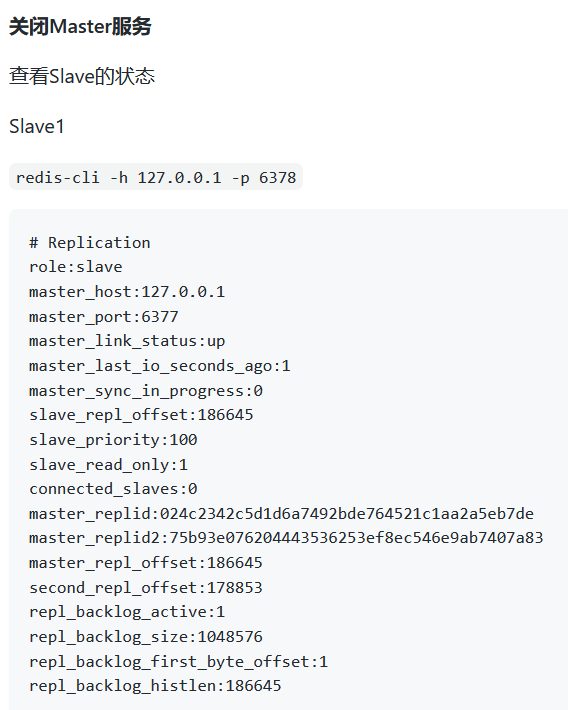 关闭Master服务
查看Slave的状态
Slave1
redis-cli -h 127.0.0.1 -p 6378
# Replication
role:slave
master_host:127.0.0.1
master_port:6377
master_link_status:up
master_last_io_seconds_ago:1
master_sync_in_progress:0
slave_repl_offset:186645
slave_priority:100
slave_read_only:1
connected_slaves:0
master_replid:024c2342c5d1d6a7492bde764521c1aa2a5eb7de
master_replid2:75b93e076204443536253ef8ec546e9ab7407a83
master_repl_offset:186645
second_repl_offset:178853
repl_backlog_active:1
repl_backlog_size:1048576
repl_backlog_first_byte_offset:1
repl_backlog_histlen:186645